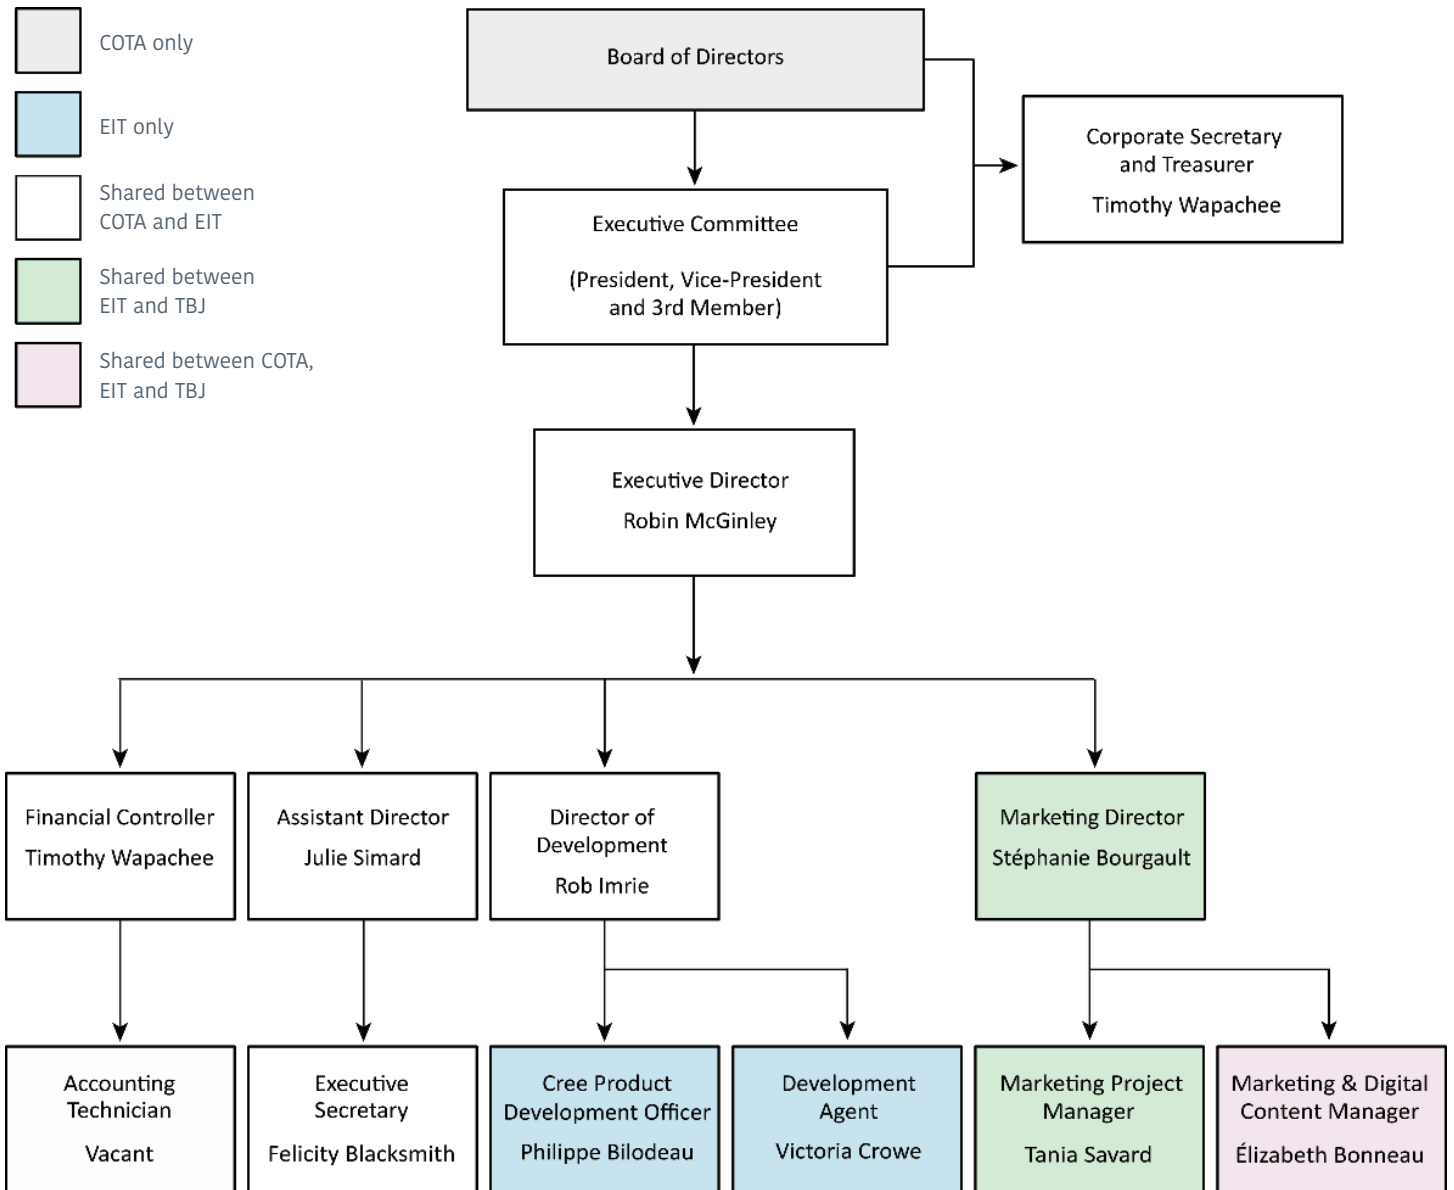 COTA only
EIT only
Shared between
COTA and EIT
Shared between
EIT and TBJ
Shared between COTA,
EIT and TBJ
Board of Directors
Corporate Secretary
and Treasurer
Timothy Wapachee
Executive Committee
(President, Vice-President
and 3rd Member)
Executive Director
Robin McGinley
Financial Controller
Timothy Wapachee
Assistant Director
Julie Simard
Director of
Development
Rob Imrie
Marketing Director
Stéphanie Bourgault
Accounting
Technician
Vacant
Executive
Secretary
Felicity Blacksmith
Cree Product
Development Officer
Philippe Bilodeau
Development
Agent
Victoria Crowe
Marketing Project
Manager
Tania Savard
Marketing & Digital
Content Manager
Élizabeth Bonneau